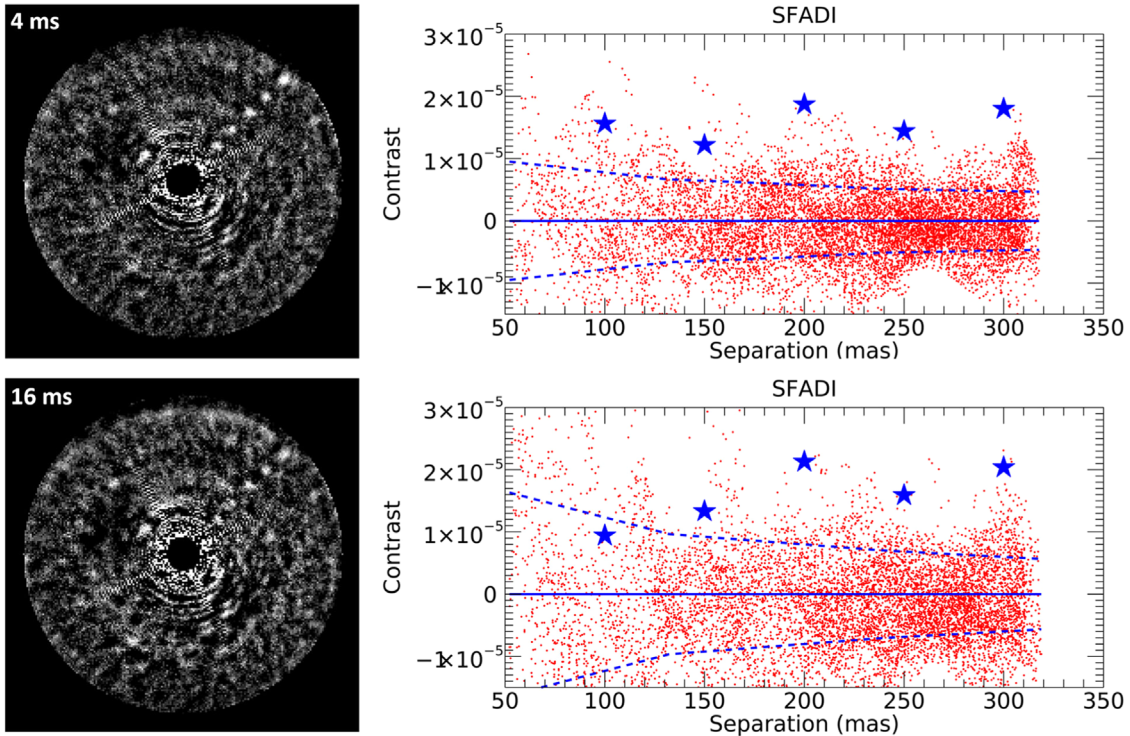 4 ms
SFADI
3×10-5
2×10-5
1×10-5
0
−1×10-5
Contrast
50 100 150 200 250 300 350
Separation (mas)
16 ms
SFADI
3×10-5
2×10-5
1×10-5
0
−1×10-5
Contrast
50 100 150 200 250 300 350
Separation (mas)